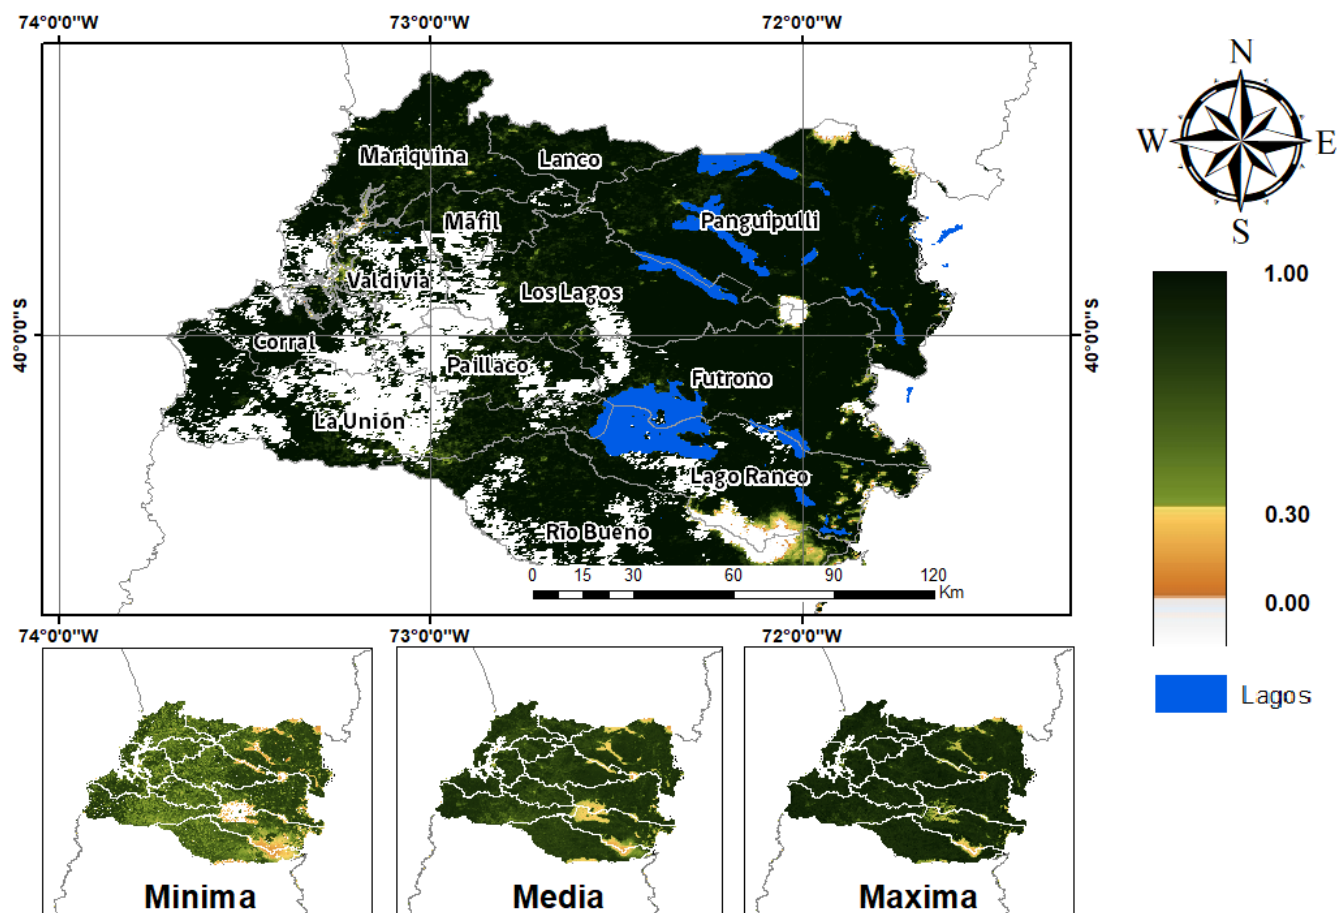 74°0'0"W 73°0'0"W 72°0'0"W
N
W E
S
Mariquina
Lanco
Máfil
Panguipulli
Valdivia
Los Lagos
1.00
40°0'0"S 40°0'0"S
Corral
Paillaco
Futrono
La Unión
Lago Ranco
Río Bueno
0.30
0 15 30 60 90 120
Km
0.00
74°0'0"W 73°0'0"W 72°0'0"W
Lagos
Minima Media Maxima